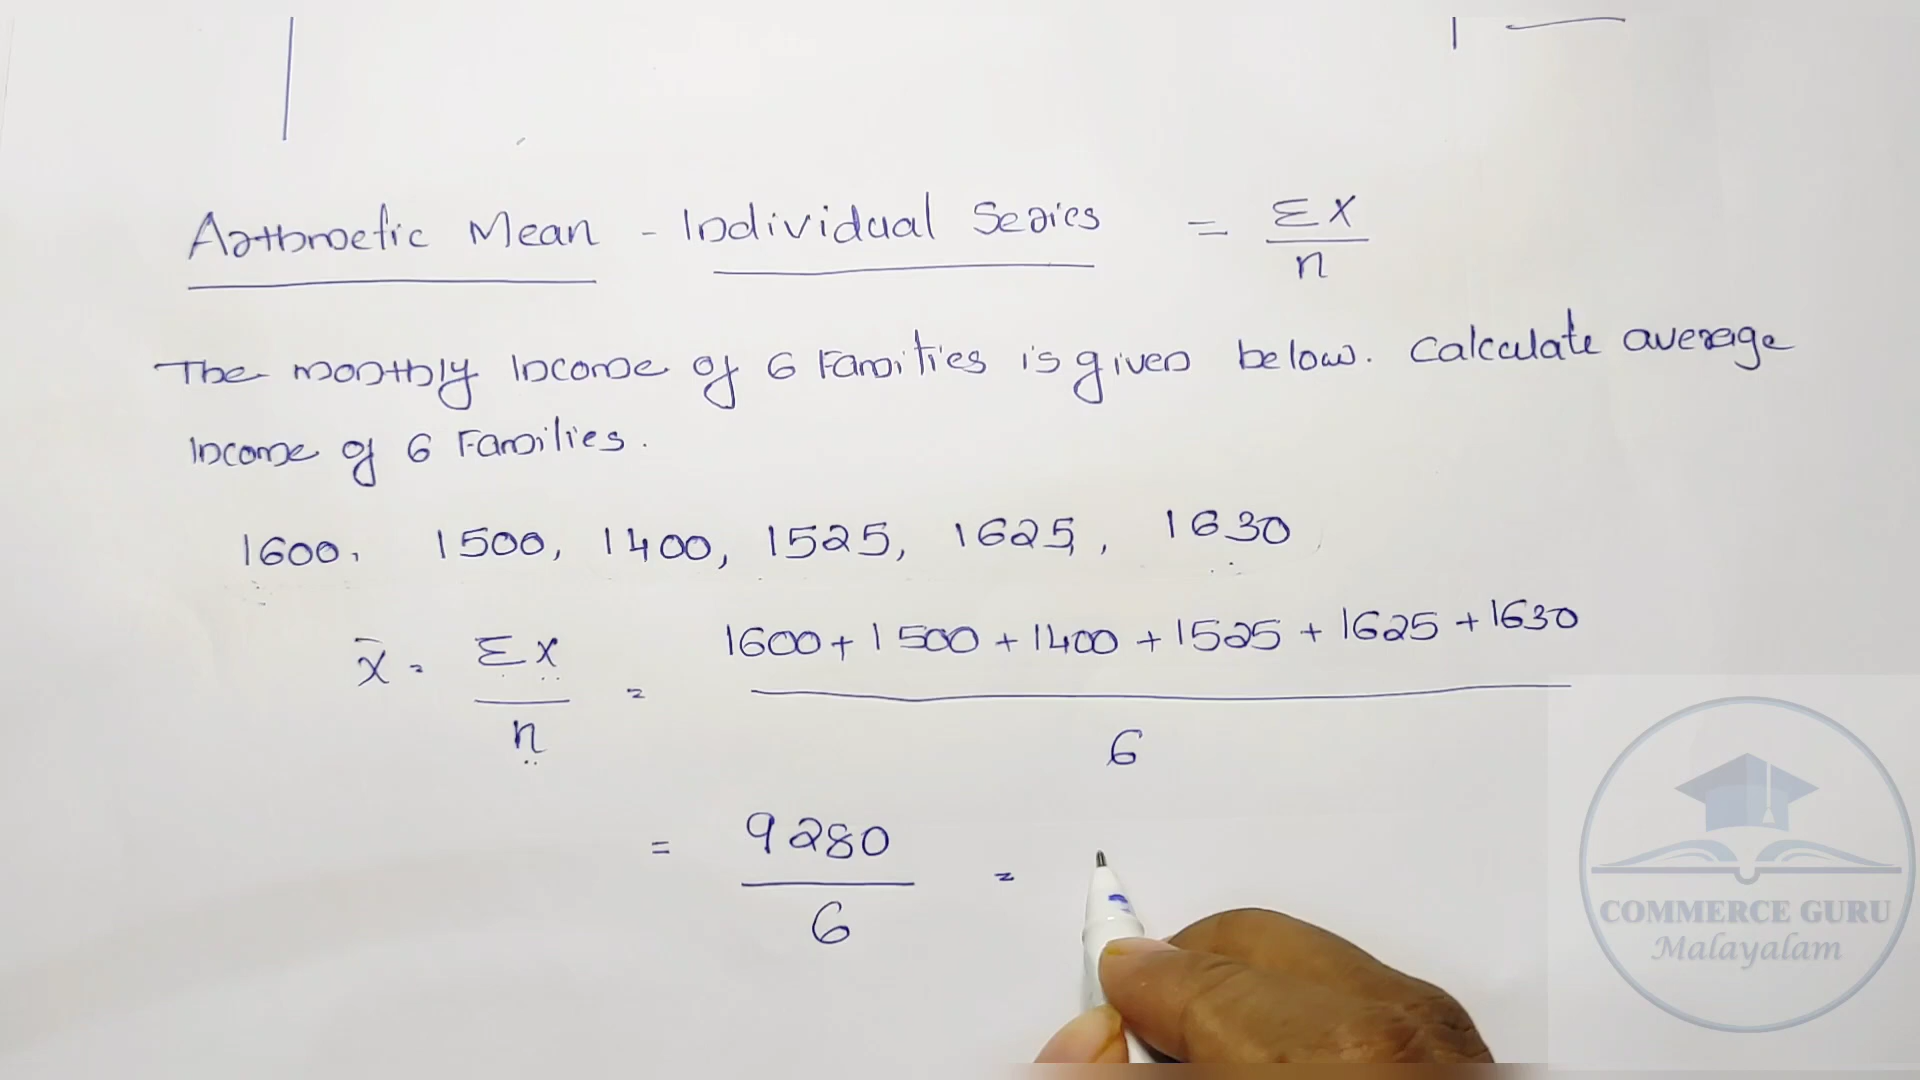 Arthmetic Mean - Individual Series = ΣX / n
The monthly Income of 6 Families is given below. Calculate average
Income of 6 Families.
1600, 1500, 1400, 1525, 1625, 1630
x̄ = Σx / n = 1600 + 1500 + 1400 + 1525 + 1625 + 1630 / 6
= 9280 / 6 =
COMMERCE GURU
Malayalam